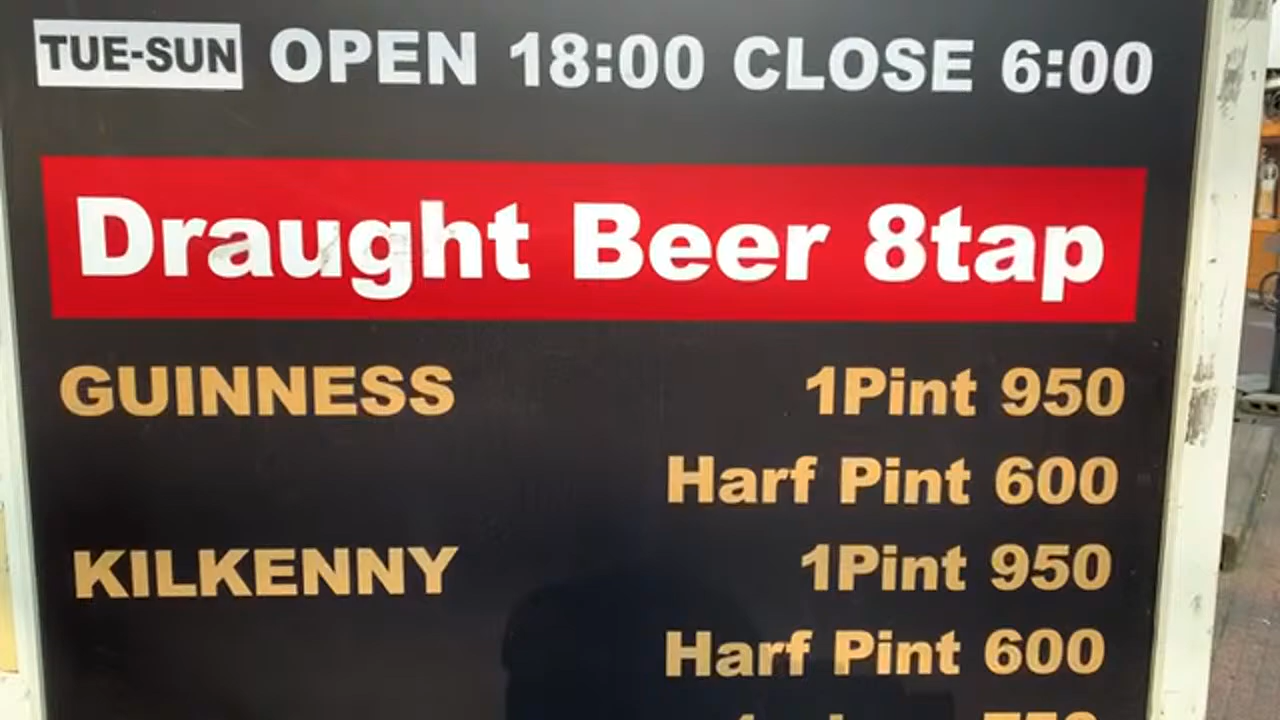 TUE-SUN OPEN 18:00 CLOSE 6:00
Draught Beer 8tap
GUINNESS 1Pint 950
Harf Pint 600
KILKENNY 1Pint 950
Harf Pint 600